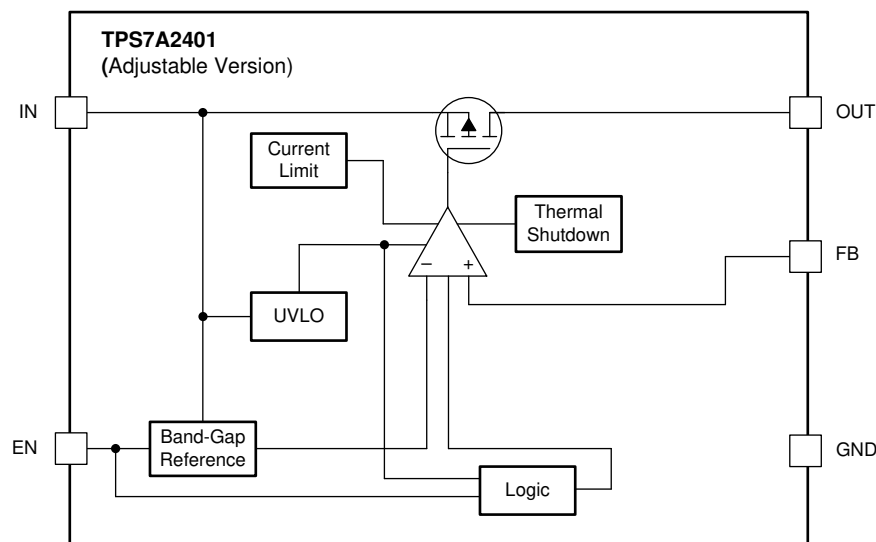 TPS7A2401
(Adjustable Version)
IN
OUT
Current
Limit
Thermal
Shutdown
− +
FB
UVLO
EN
Band-Gap
Reference
GND
Logic